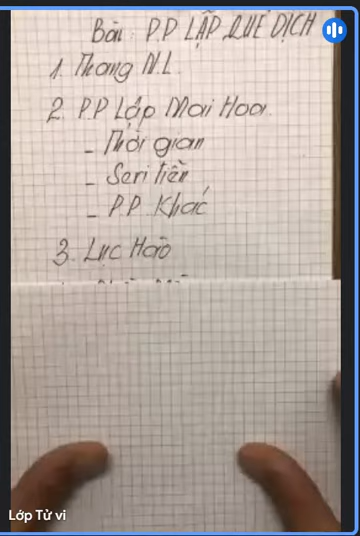 Bài: P.P LẬP QUẺ DỊCH
1. Thang N.L
2. P.P Lập Mai Hoa.
- Thời gian
- Seri tiền
- P.P Khác
3. Lục Hào
Lớp Tử vi